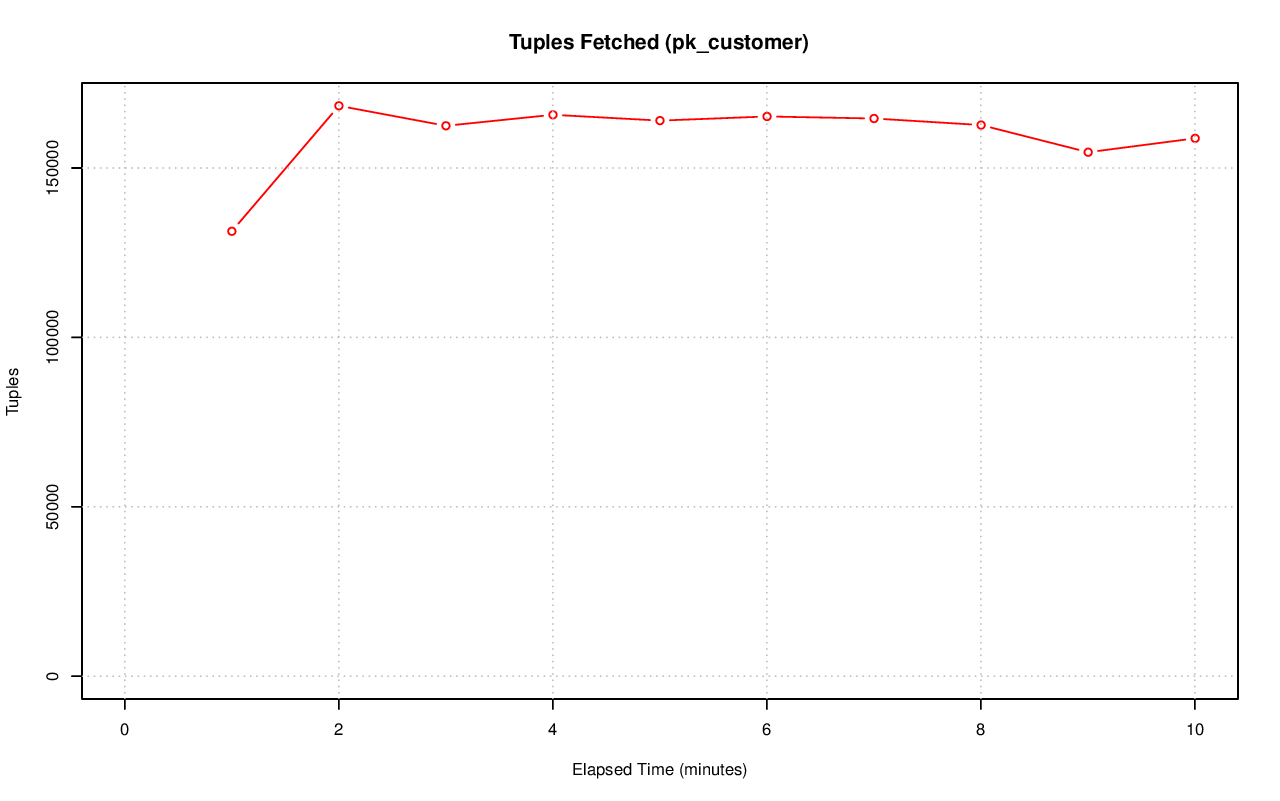 Tuples Fetched (pk_customer)
150000
100000
50000
0
Tuples
0 2 4 6 8 10
Elapsed Time (minutes)